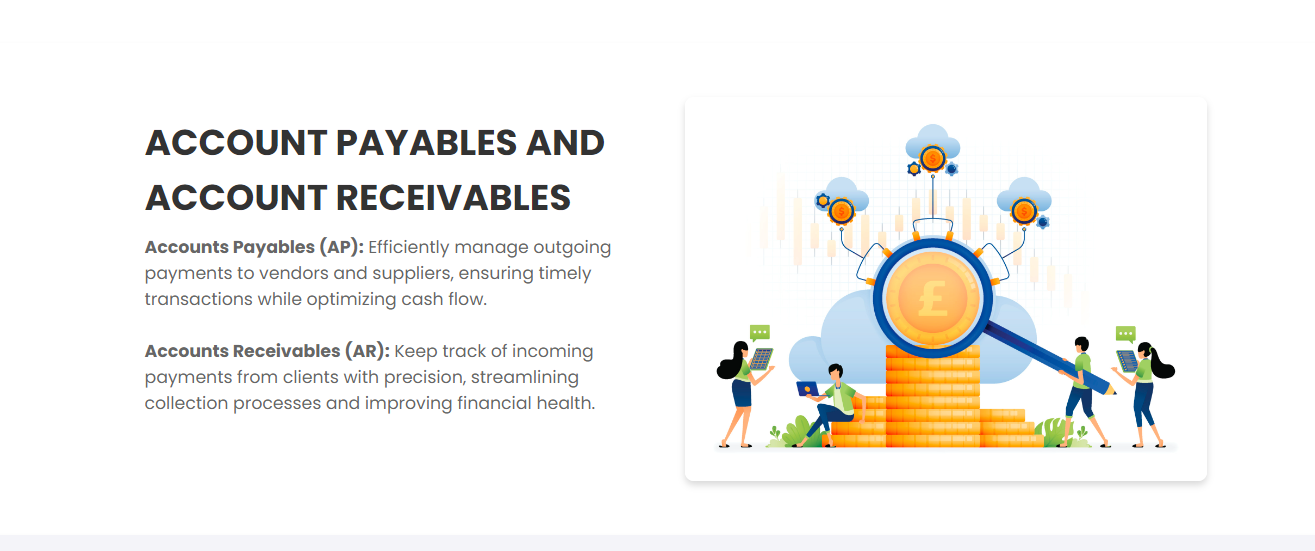 ACCOUNT PAYABLES AND
ACCOUNT RECEIVABLES
Accounts Payables (AP): Efficiently manage outgoing
payments to vendors and suppliers, ensuring timely
transactions while optimizing cash flow.
Accounts Receivables (AR): Keep track of incoming
payments from clients with precision, streamlining
collection processes and improving financial health.
$
$
$
£